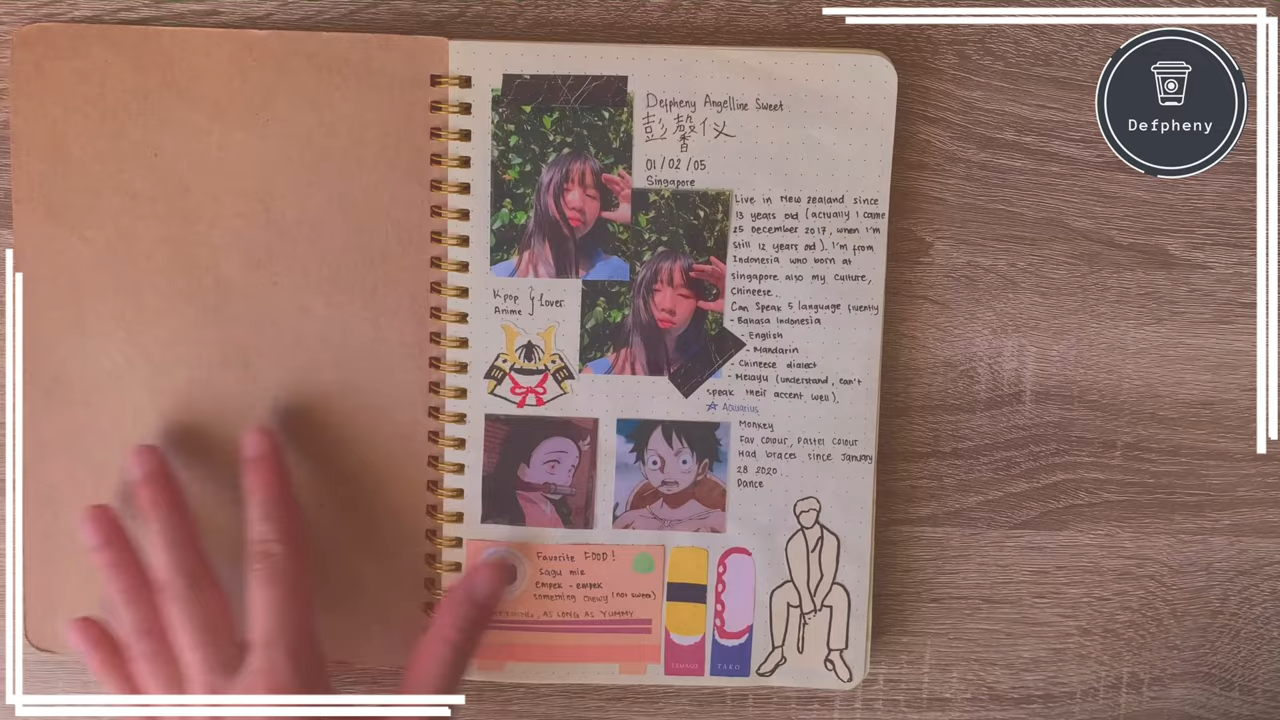 Defpheny
Defpheny Angelline Sweet
彭馨仪
01/02/05
Singapore
Live in New Zealand since
13 years old (actually I came
25 December 2017, when I'm
still 12 years old). I'm from
Indonesia who born at
singapore also my culture,
Chineese.
Can Speak 5 language fluently
- Bahasa Indonesia
- English
- Mandarin
- Chineese dialect
- Melayu (understand, can't
speak their accent well).
☆ Aquarius
Monkey
Fav colour, Pastel colour
Had braces since January
28 2020.
Dance
Kpop } lover
Anime
Favorite FOOD!
Sagu mie
empek - empek
something chewy (not sweet)
, AS LONG AS YUMMY
TAMAGO
TAKO